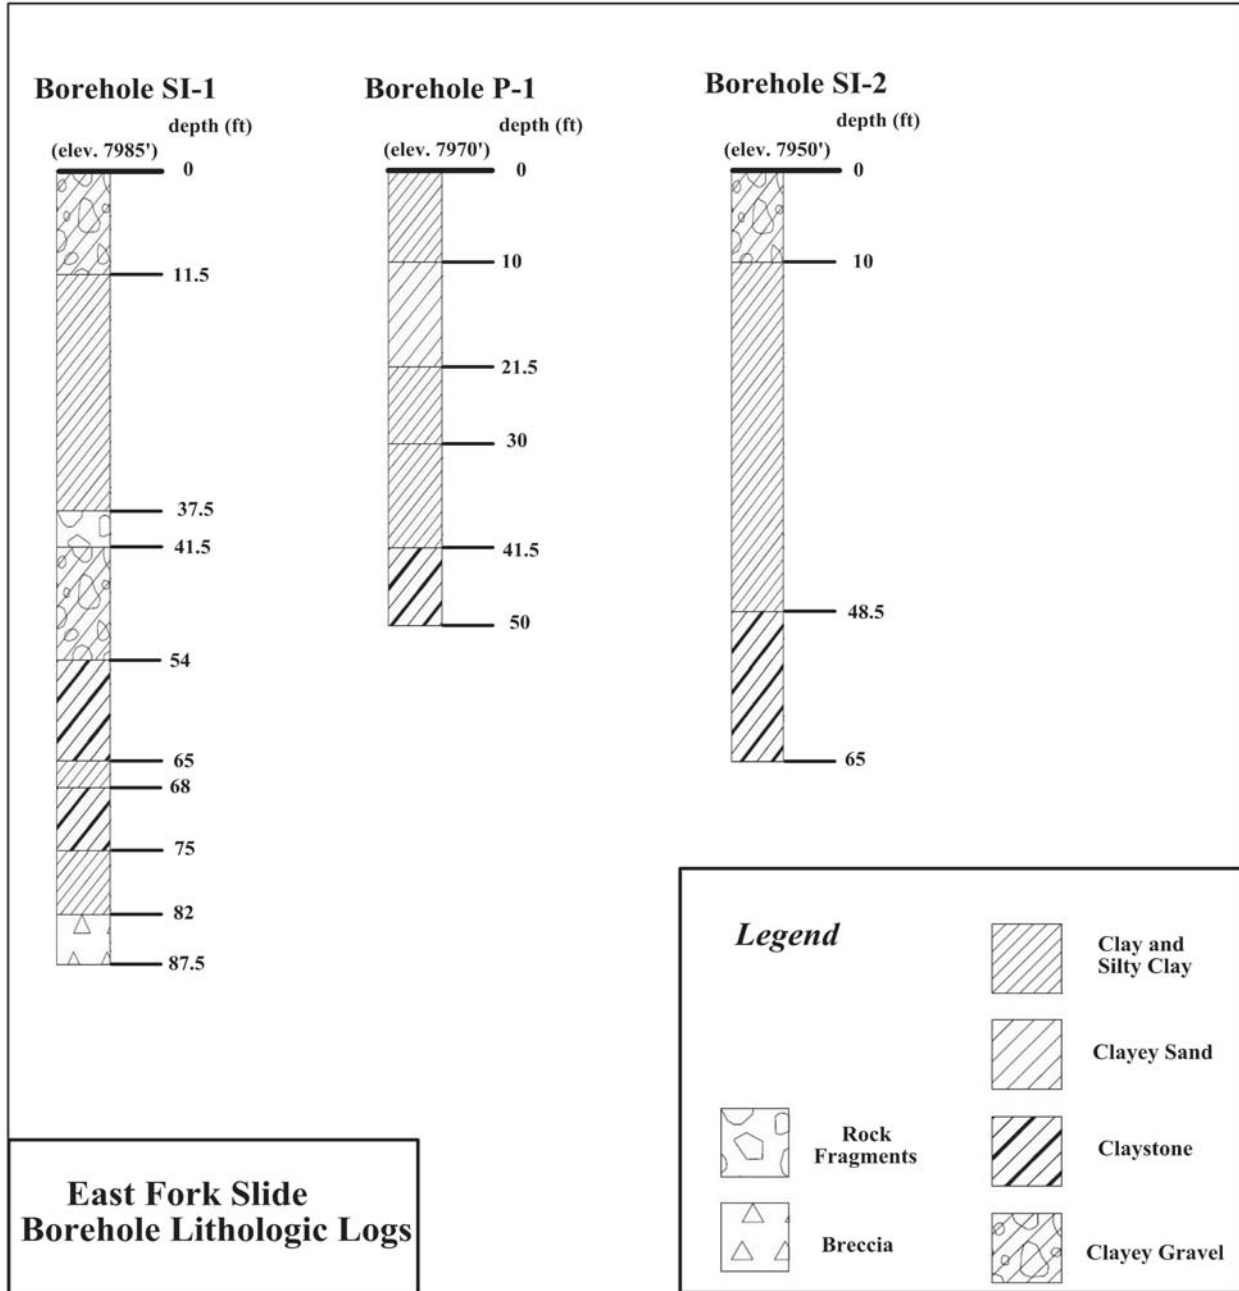 Borehole SI-1
depth (ft)
(elev. 7985')
0
11.5
37.5
41.5
54
65
68
75
82
87.5
Borehole P-1
depth (ft)
(elev. 7970')
0
10
21.5
30
41.5
50
Borehole SI-2
depth (ft)
(elev. 7950')
0
10
48.5
65
East Fork Slide
Borehole Lithologic Logs
Legend
Rock
Fragments
Breccia
Clay and
Silty Clay
Clayey Sand
Claystone
Clayey Gravel